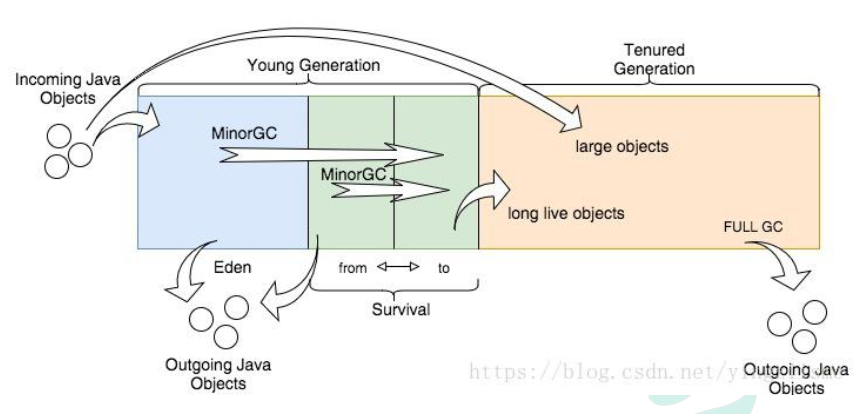 Tenured
Generation
Young Generation
Incoming Java
Objects
MinorGC
large objects
MinorGC
long live objects
FULL GC
Eden
from
to
Survival
Outgoing Java
Objects
https://blog.csdn.net/
Outgoing Java
Objects